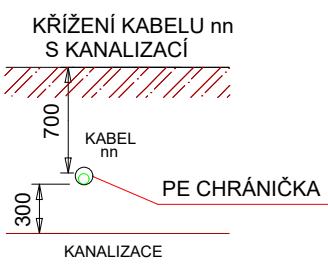 KŘÍŽENÍ KABELU nn
S KANALIZACÍ
700
KABEL
nn
PE CHRÁNIČKA
300
KANALIZACE